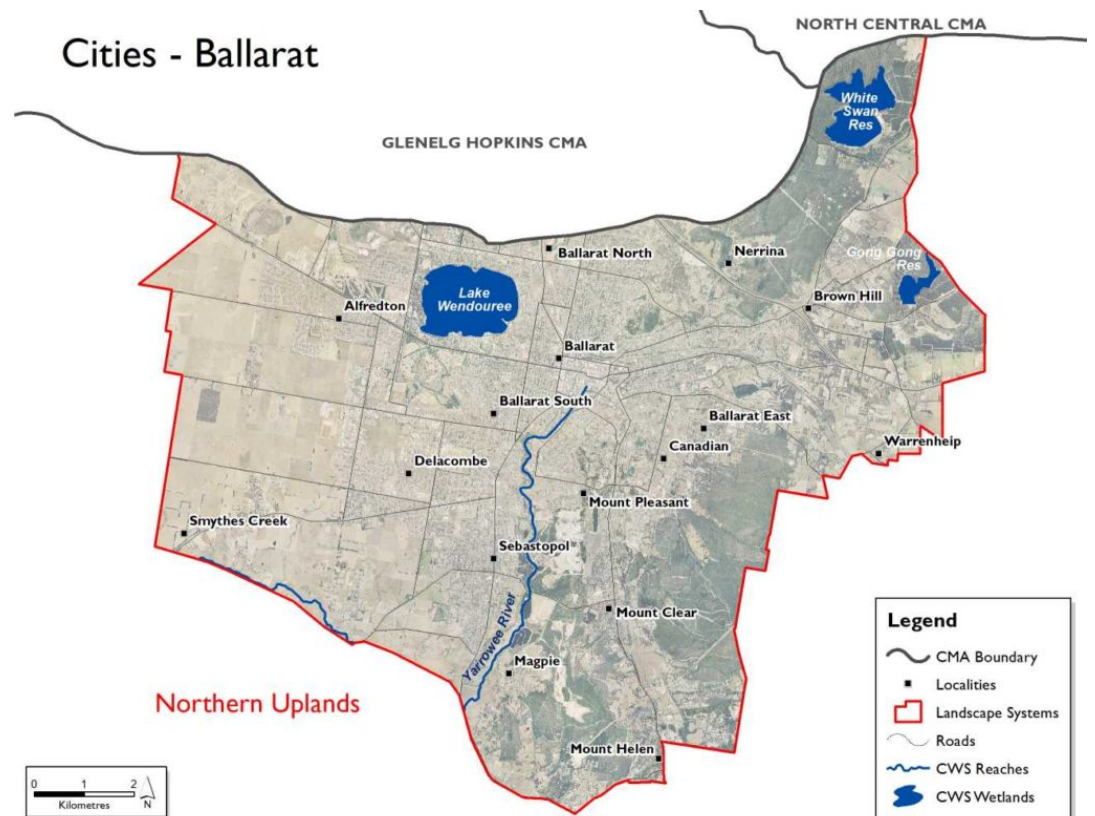 NORTH CENTRAL CMA
Cities - Ballarat
White
Swan
Res
GLENELG HOPKINS CMA
Ballarat North
Nerrina
Gong Gong
Res
Lake
Wendouree
Alfredton
Brown Hill
Ballarat
Ballarat South
Ballarat East
Canadian
Warrenheip
Delacombe
Mount Pleasant
Smythes Creek
Sebastopol
Yarrowee River
Mount Clear
Magpie
Northern Uplands
Mount Helen
0 1 2
Kilometres
N
Legend
CMA Boundary
Localities
Landscape Systems
Roads
CWS Reaches
CWS Wetlands